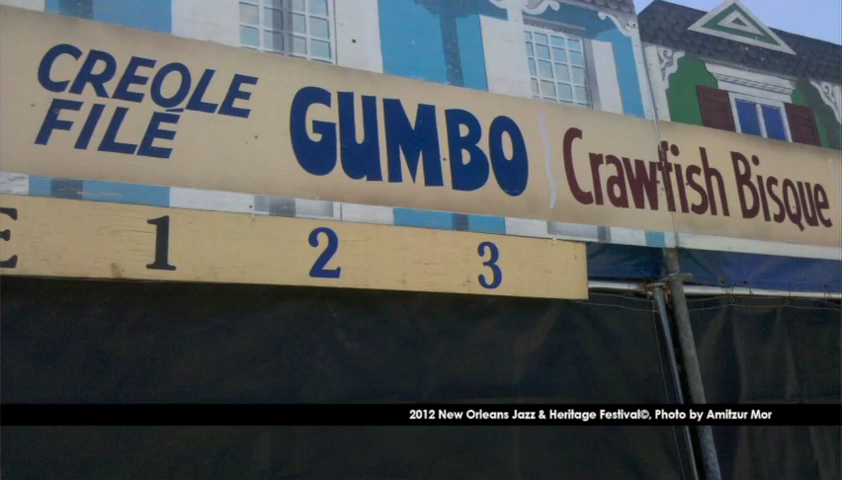 CREOLE
FILÉ
GUMBO
Crawfish Bisque
1 2 3
2012 New Orleans Jazz & Heritage Festival©, Photo by Amitzur Mor